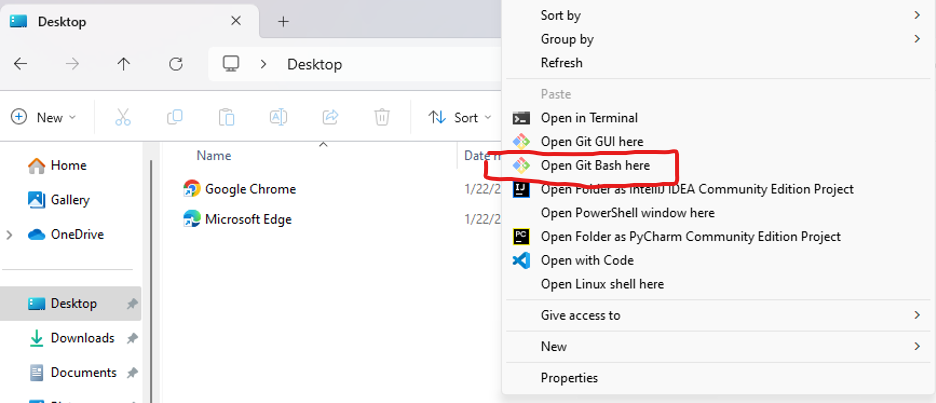 Desktop
Desktop
New
Sort
Home
Gallery
OneDrive
Desktop
Downloads
Documents
Name
Google Chrome
1/22/2
Microsoft Edge
1/22/2
Sort by
Group by
Refresh
Paste
Open in Terminal
Open Git GUI here
Open Git Bash here
Open Folder as IntelliJ IDEA Community Edition Project
Open PowerShell window here
Open Folder as PyCharm Community Edition Project
Open with Code
Open Linux shell here
Give access to
New
Properties